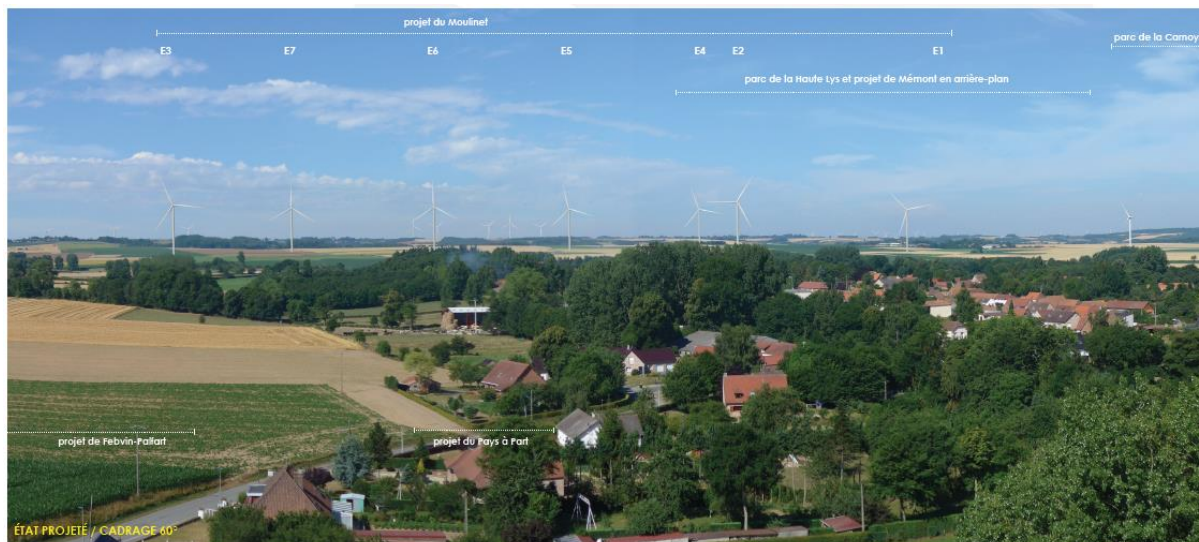 projet du Moulinet
E3 E7 E6 E5 E4 E2 E1
parc de la Carnoy
parc de la Haute Lys et projet de Mémont en arrière-plan
projet de Febvin-Palfart
projet du Pays à Part
ÉTAT PROJETÉ / CADRAGE 60°